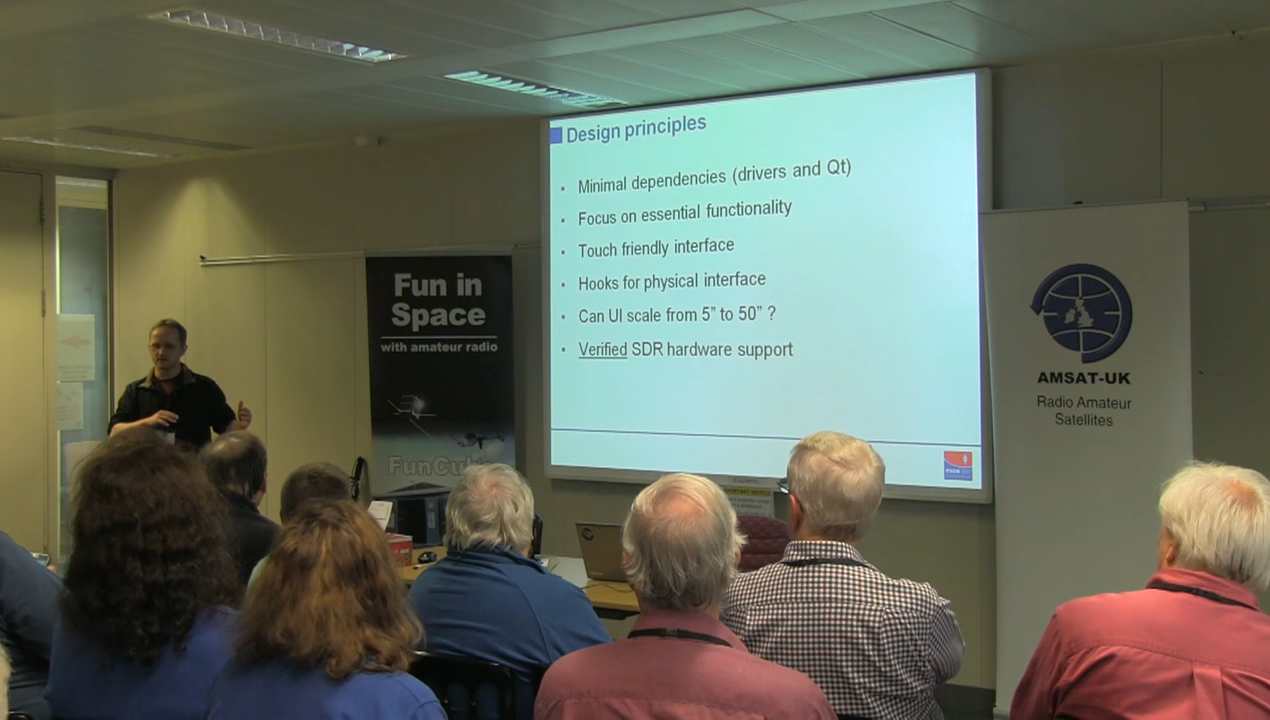 Design principles
• Minimal dependencies (drivers and Qt)
• Focus on essential functionality
• Touch friendly interface
• Hooks for physical interface
• Can UI scale from 5” to 50” ?
• Verified SDR hardware support
Fun in
Space
with amateur radio
AMSAT-UK
Radio Amateur
Satellites
IMPORTANT NOTICE